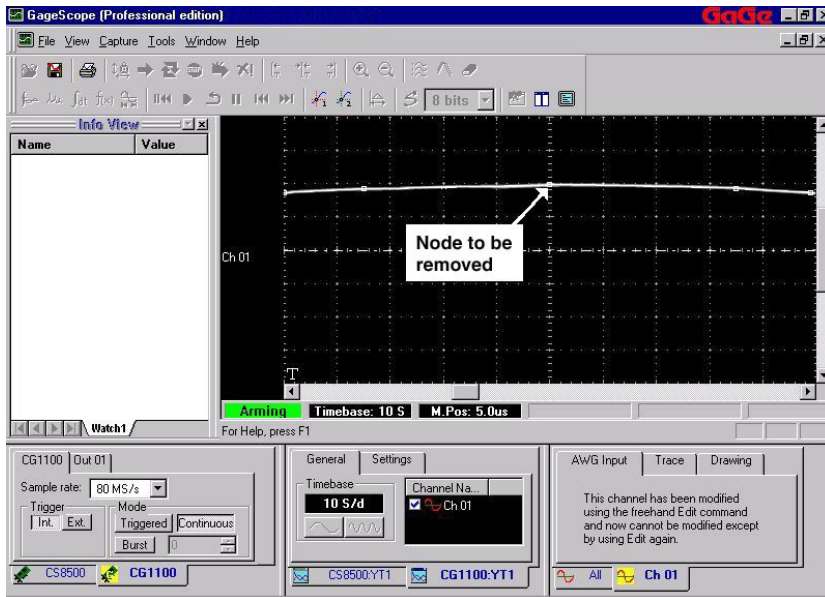 GageScope (Professional edition)
GaGe
File View Capture Tools Window Help
8 bits
Info View
Name Value
Ch 01
Node to be
removed
T
Arming Timebase: 10 S M.Pos: 5.0us
Watch1
For Help, press F1
CG1100 Out 01
Sample rate: 80 MS/s
Trigger
Int. Ext.
Mode
Triggered Continuous
Burst 0
CS8500 CG1100
General Settings
Timebase
10 S/d
Channel Na...
Ch 01
CS8500:YT1 CG1100:YT1
AWG Input Trace Drawing
This channel has been modified
using the freehand Edit command
and now cannot be modified except
by using Edit again.
All Ch 01